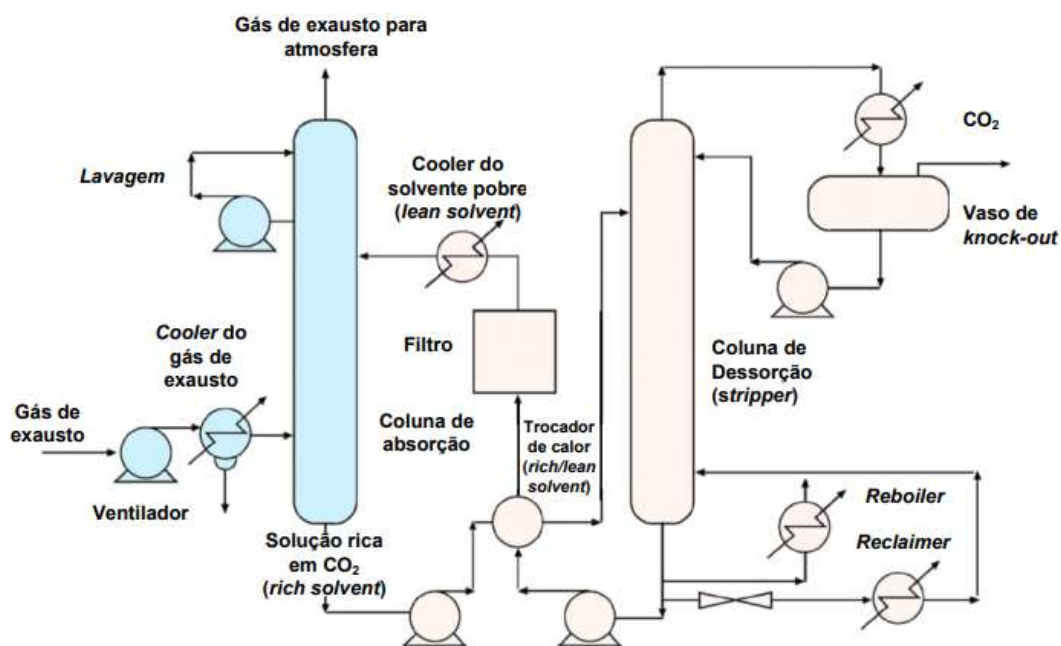 Gás de exausto para
atmosfera
Lavagem
Cooler do
solvente pobre
(lean solvent)
CO₂
Vaso de
knock-out
Cooler do
gás de
exausto
Filtro
Coluna de
Dessorção
(stripper)
Gás de
exausto
Coluna de
absorção
Trocador
de calor
(rich/lean
solvent)
Ventilador
Reboiler
Reclaimer
Solução rica
em CO₂
(rich solvent)